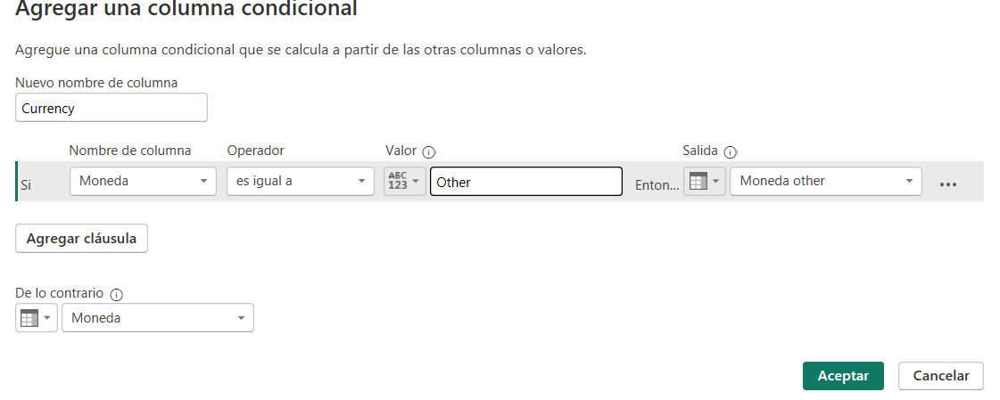 Agregar una columna condicional
Agregue una columna condicional que se calcula a partir de las otras columnas o valores.
Nuevo nombre de columna
Currency
Nombre de columna Operador Valor Salida
Si Moneda es igual a ABC 123 Other Enton... Moneda other ...
Agregar cláusula
De lo contrario
Moneda
Aceptar Cancelar